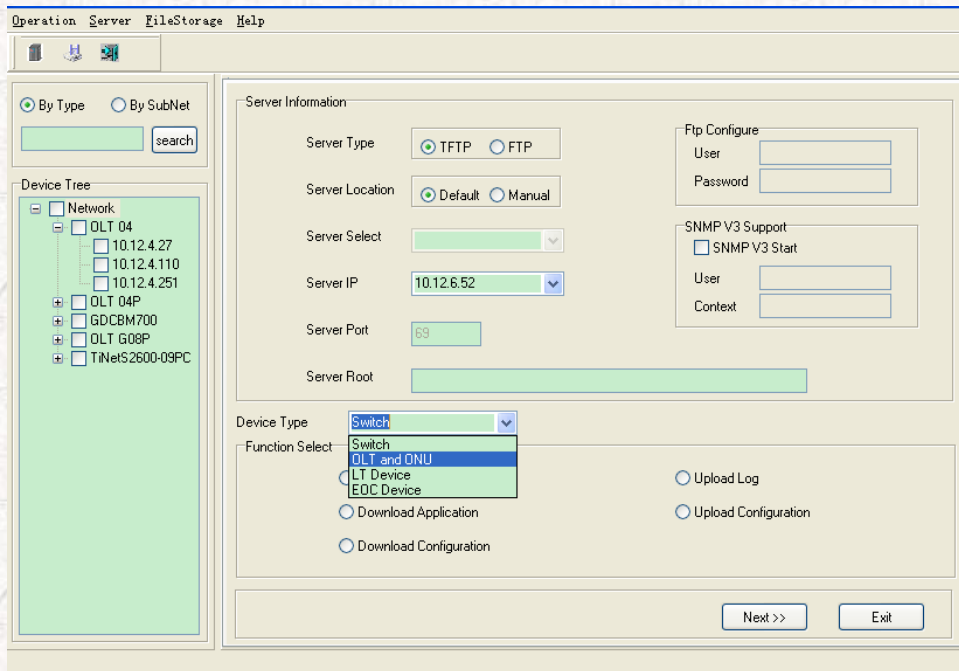 Operation Server FileStorage Help
By Type By SubNet
search
Device Tree
Network
OLT 04
10.12.4.27
10.12.4.110
10.12.4.251
OLT 04P
GDCBM700
OLT G08P
TiNetS2600-09PC
Server Information
Server Type TFTP FTP
Server Location Default Manual
Server Select
Server IP 10.12.6.52
Server Port 69
Server Root
Ftp Configure
User
Password
SNMP V3 Support
SNMP V3 Start
User
Context
Device Type Switch
Switch
OLT and ONU
LT Device
EOC Device
Function Select
Upload Log
Download Application Upload Configuration
Download Configuration
Next >> Exit